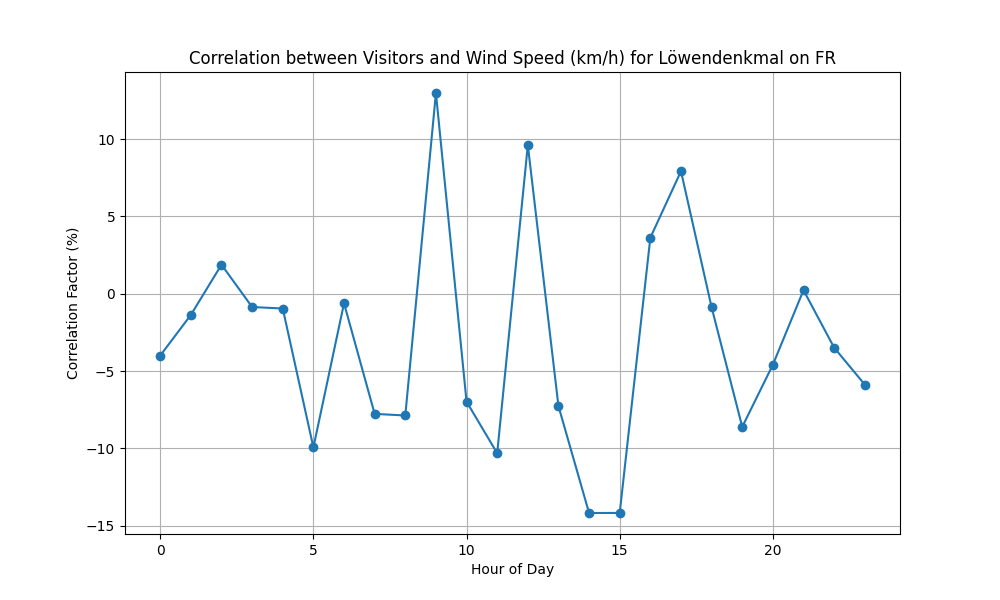 Correlation between Visitors and Wind Speed (km/h) for Löwendenkmal on FR
Correlation Factor (%)
10
5
0
−5
−10
−15
0 5 10 15 20
Hour of Day